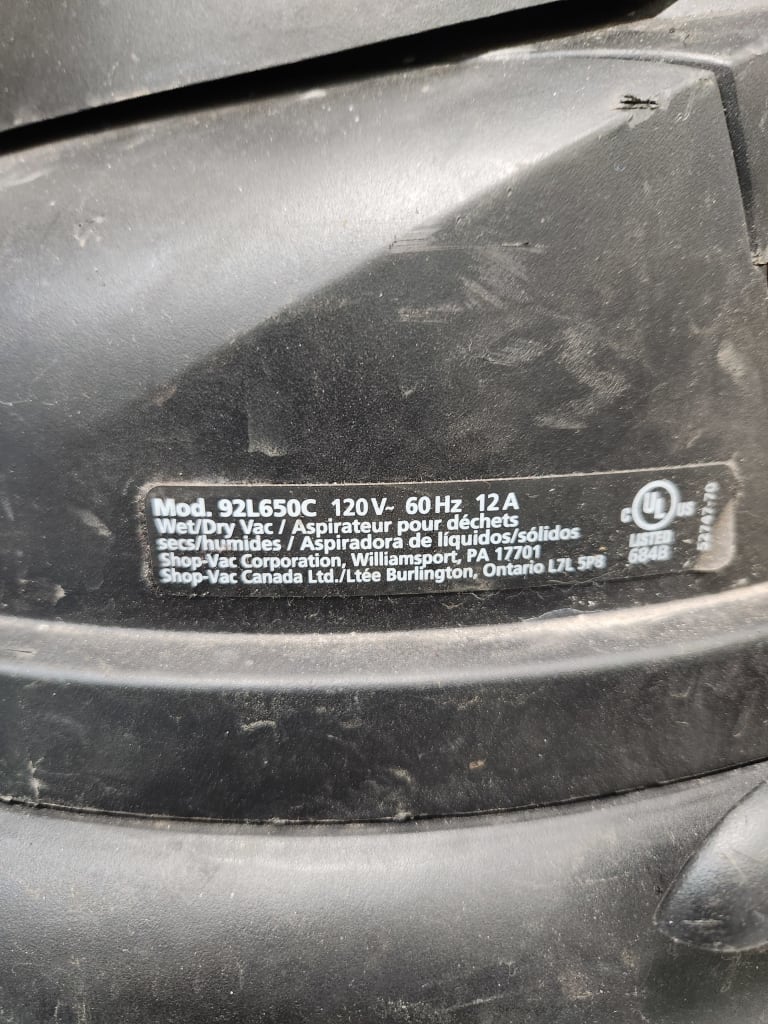 Mod. 92L650C 120V~ 60Hz 12A
Wet/Dry Vac / Aspirateur pour déchets
secs/humides / Aspiradora de líquidos/sólidos
Shop-Vac Corporation, Williamsport, PA 17701
Shop-Vac Canada Ltd./Ltée Burlington, Ontario L7L 5P8
C UL US
LISTED
684B